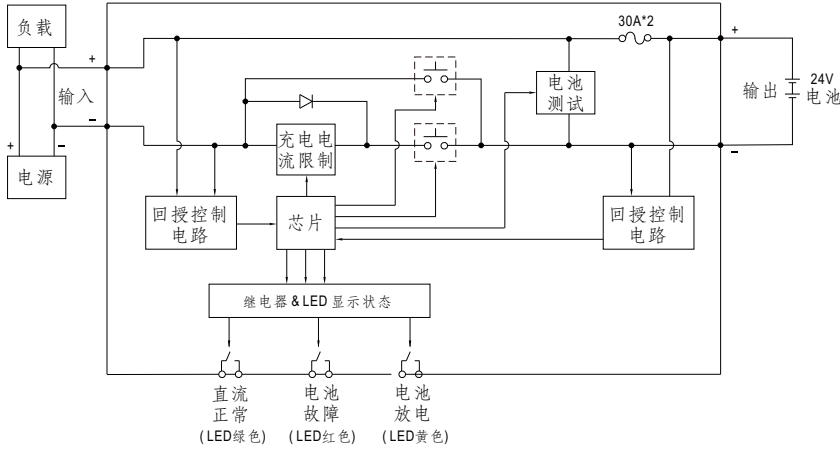 负载
+
30A*2
+
输入
电池
测试
输出
24V
电池
+
−
−
−
电源
充电电
流限制
回授控制
电路
芯片
回授控制
电路
继电器&LED显示状态
直流
正常
(LED绿色)
电池
故障
(LED红色)
电池
放电
(LED黄色)